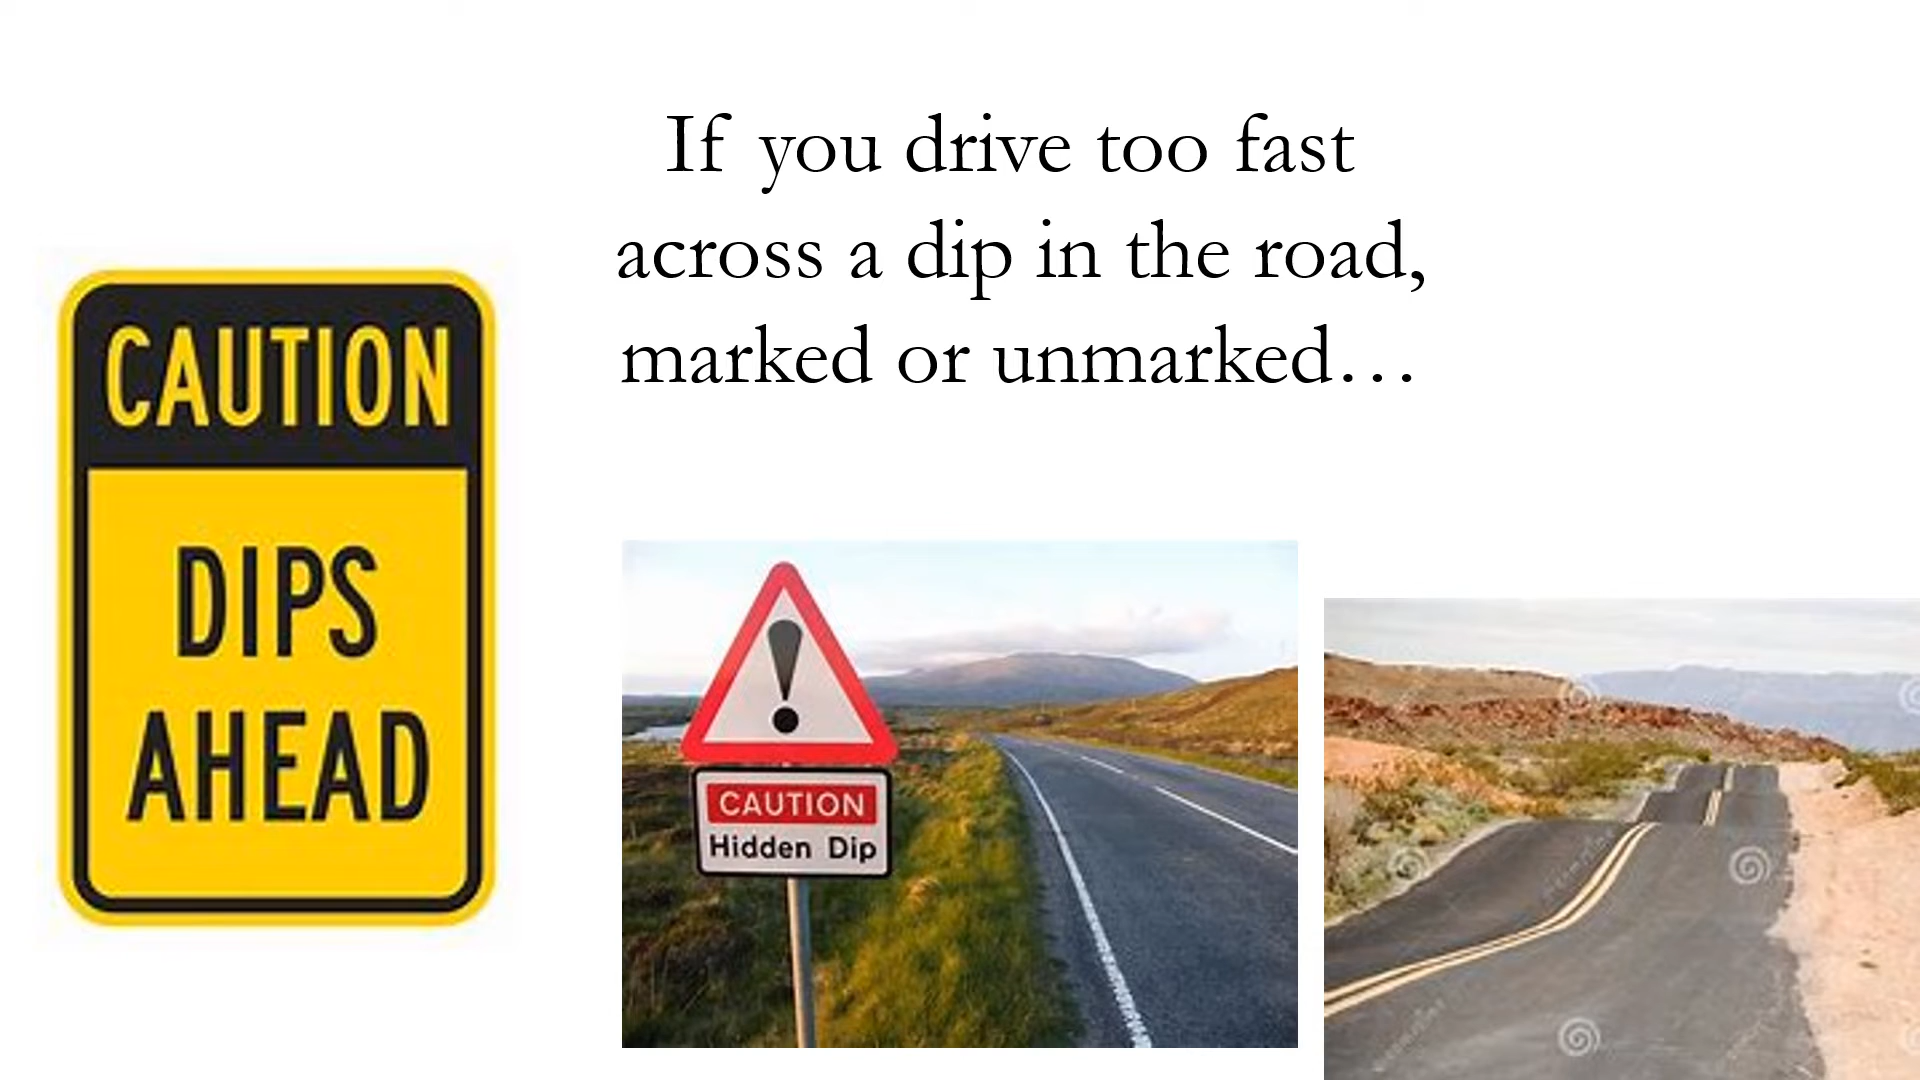 If you drive too fast
across a dip in the road,
marked or unmarked…
CAUTION
DIPS
AHEAD
CAUTION
Hidden Dip